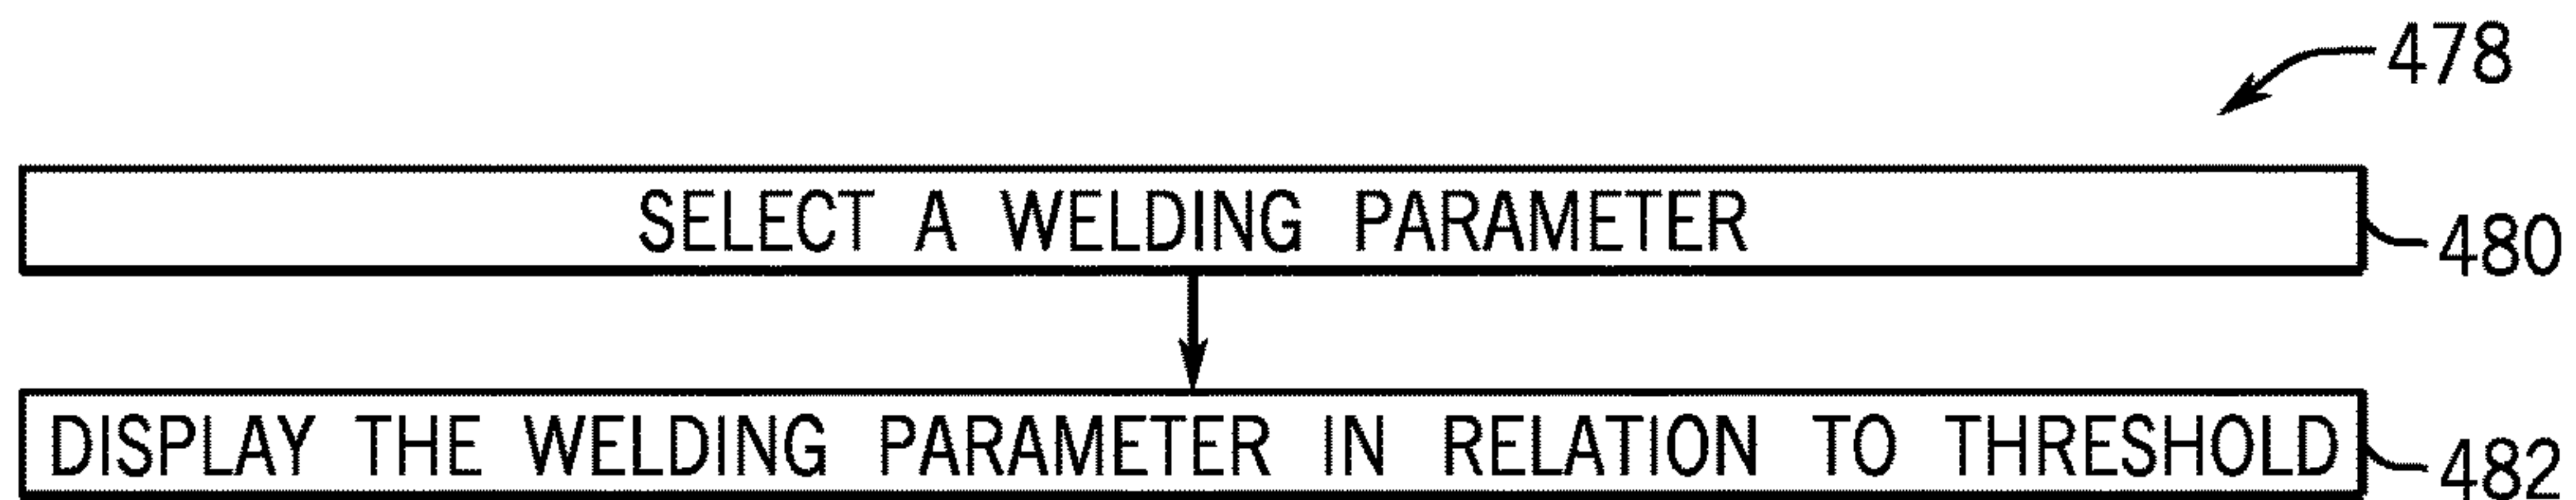 478
SELECT A WELDING PARAMETER
480
DISPLAY THE WELDING PARAMETER IN RELATION TO THRESHOLD
482